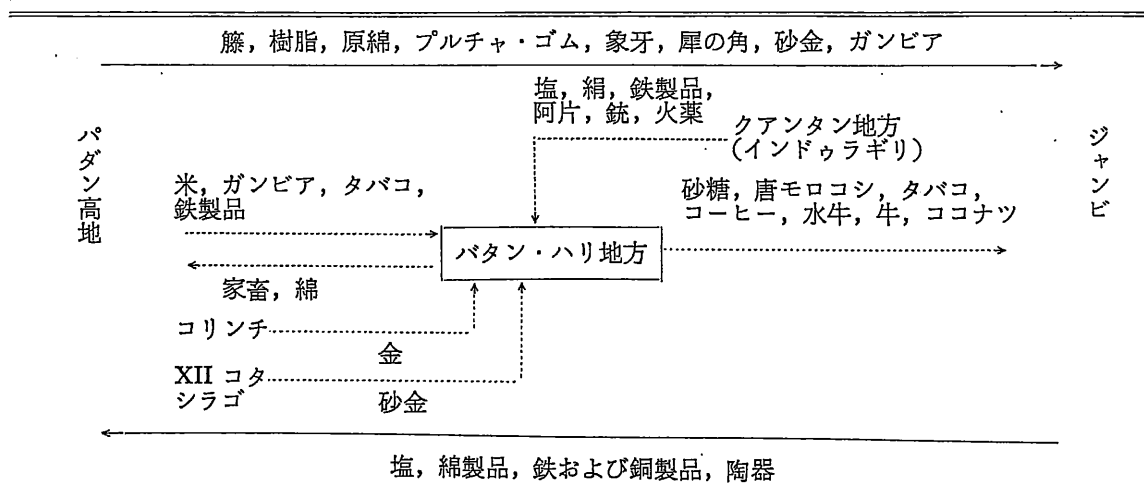 籐，樹脂，原綿，プルチャ・ゴム，象牙，犀の角，砂金，ガンビア
塩，絹，鉄製品，
阿片，銃，火薬
クアンタン地方
(インドゥラギリ)
パダン高地
ジャンビ
米，ガンビア，タバコ，
鉄製品
砂糖，唐モロコシ，タバコ，
コーヒー，水牛，牛，ココナツ
バタン・ハリ地方
家畜，綿
コリンチ
金
XII コタ
シラゴ
砂金
塩，綿製品，鉄および銅製品，陶器